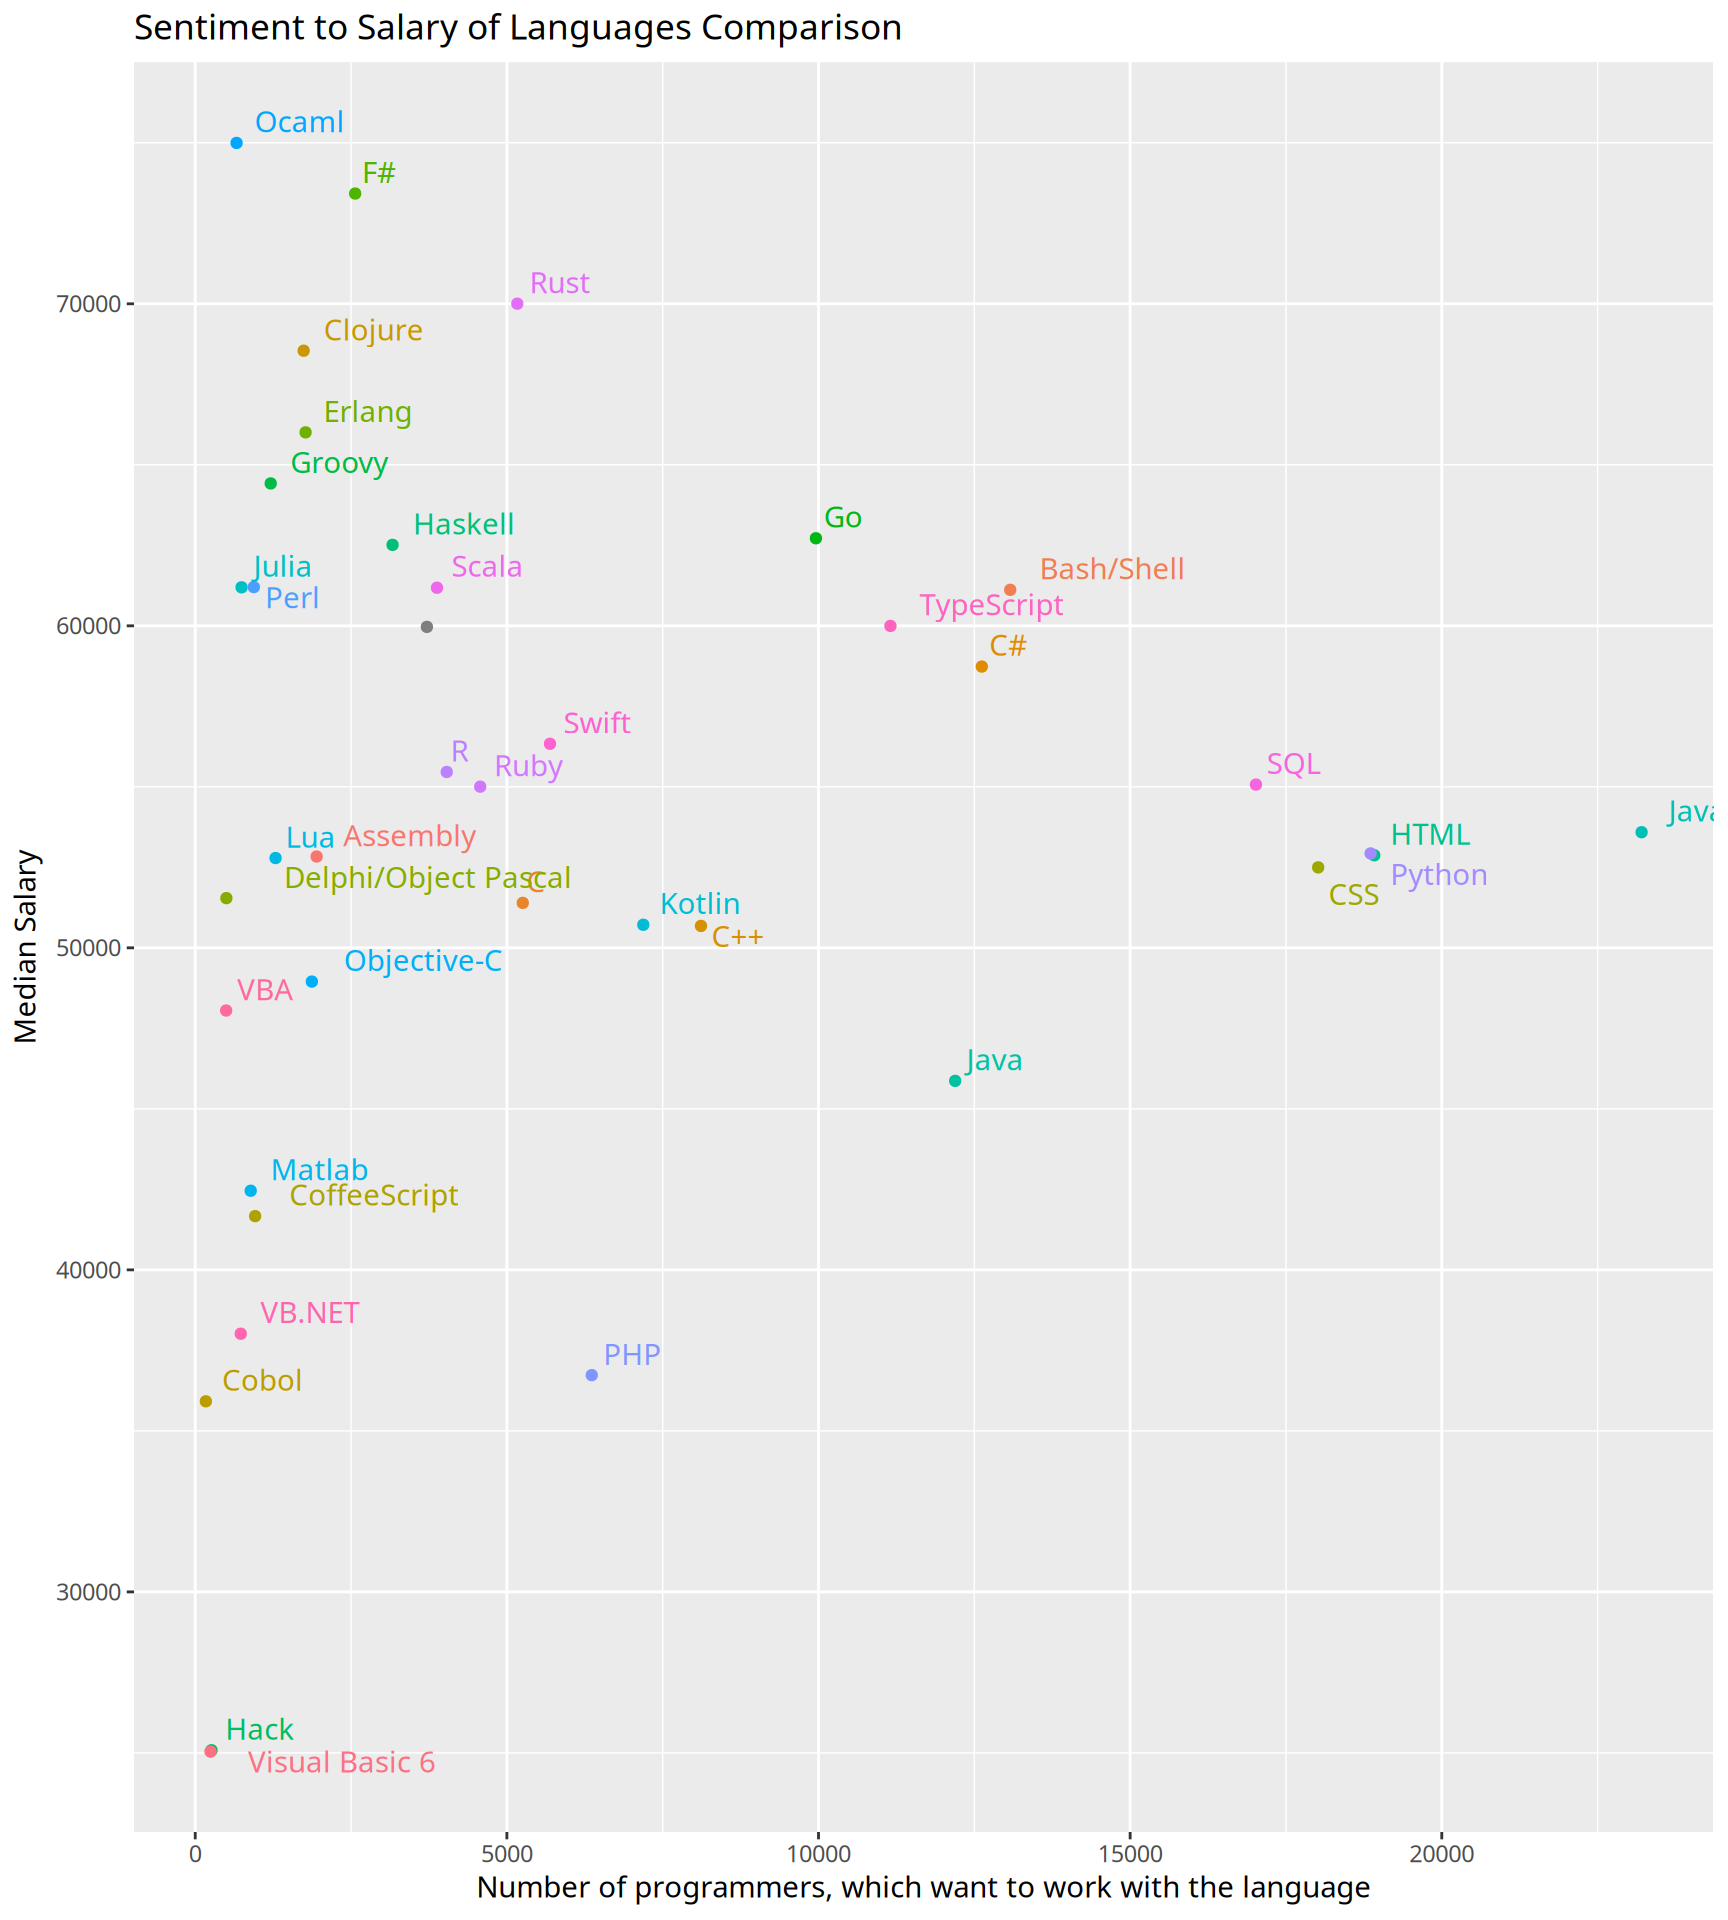 Sentiment to Salary of Languages Comparison
Ocaml
F#
Rust
70000
Clojure
Erlang
Groovy
Go
Haskell
Julia
Scala
Bash/Shell
Perl
TypeScript
60000
C#
Swift
R
Ruby
SQL
Java
HTML
Lua
Assembly
Python
Delphi/Object Pascal
C
CSS
Kotlin
C++
50000
Objective-C
VBA
Java
Matlab
CoffeeScript
40000
VB.NET
PHP
Cobol
30000
Hack
Visual Basic 6
Median Salary
0 5000 10000 15000 20000
Number of programmers, which want to work with the language